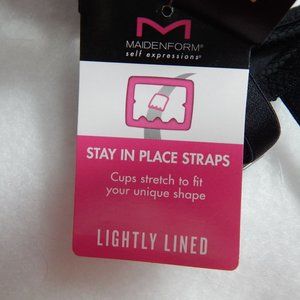 MAIDENFORM®
self expressions®
STAY IN PLACE STRAPS
Cups stretch to fit
your unique shape
LIGHTLY LINED